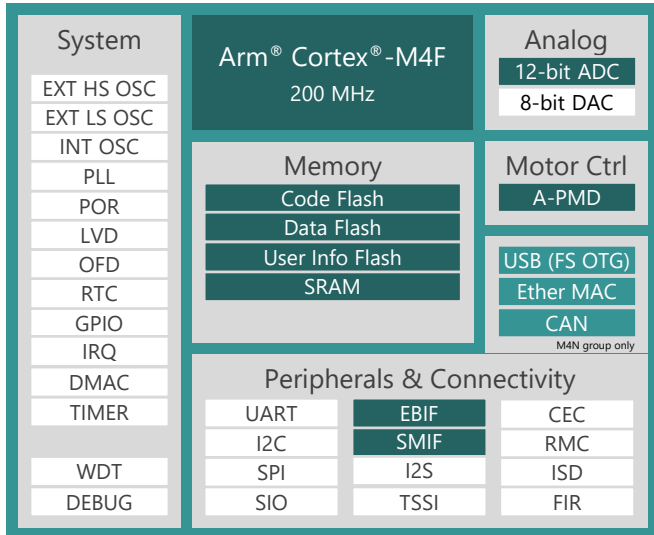 System
EXT HS OSC
EXT LS OSC
INT OSC
PLL
POR
LVD
OFD
RTC
GPIO
IRQ
DMAC
TIMER
WDT
DEBUG
Arm® Cortex®-M4F
200 MHz
Memory
Code Flash
Data Flash
User Info Flash
SRAM
Analog
12-bit ADC
8-bit DAC
Motor Ctrl
A-PMD
USB (FS OTG)
Ether MAC
CAN
M4N group only
Peripherals & Connectivity
UART EBIF CEC
I2C SMIF RMC
SPI I2S ISD
SIO TSSI FIR